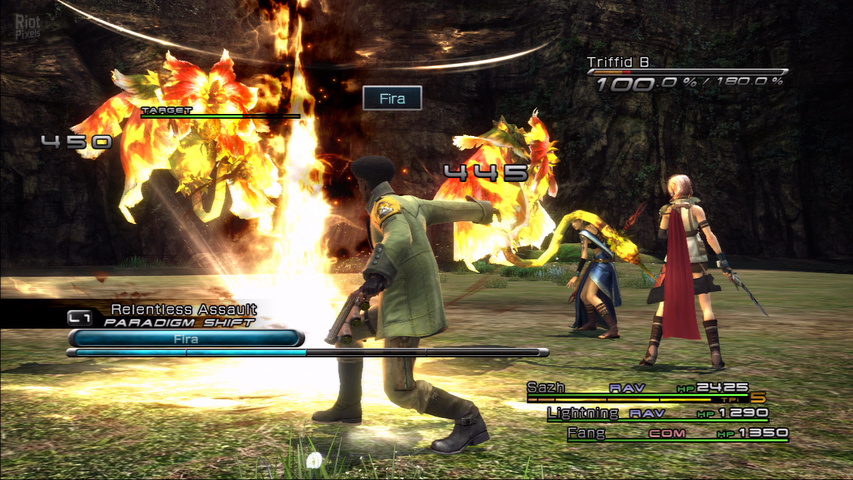 Riot
Pixels
Triffid B
100.0%/180.0%
Fira
TARGET
450
445
L1
Relentless Assault
PARADIGM SHIFT
Fira
Sazh RAV HP 2425
TP: 5
Lightning RAV HP 1290
Fang COM HP 1350